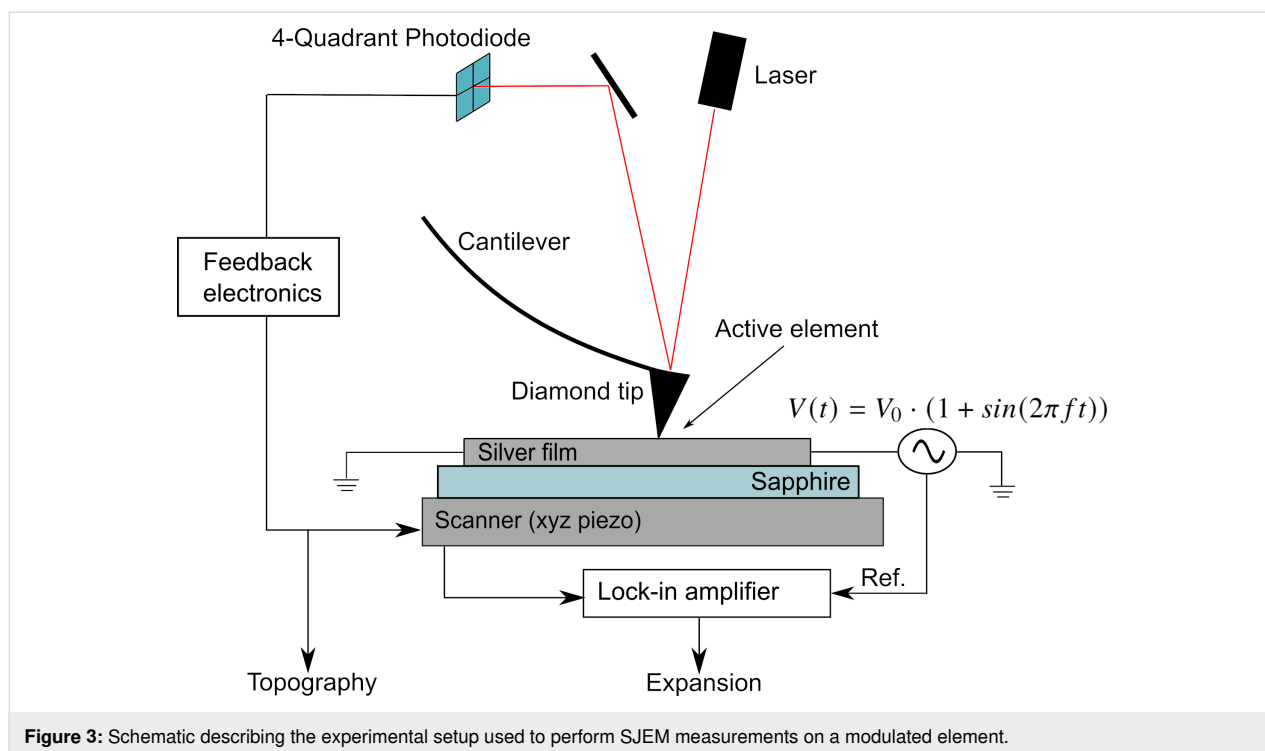 4-Quadrant Photodiode
Laser
Cantilever
Feedback
electronics
Active element
Diamond tip
V(t) = V₀ · (1 + sin(2πft))
Silver film
Sapphire
Scanner (xyz piezo)
Ref.
Lock-in amplifier
Topography
Expansion
Figure 3: Schematic describing the experimental setup used to perform SJEM measurements on a modulated element.